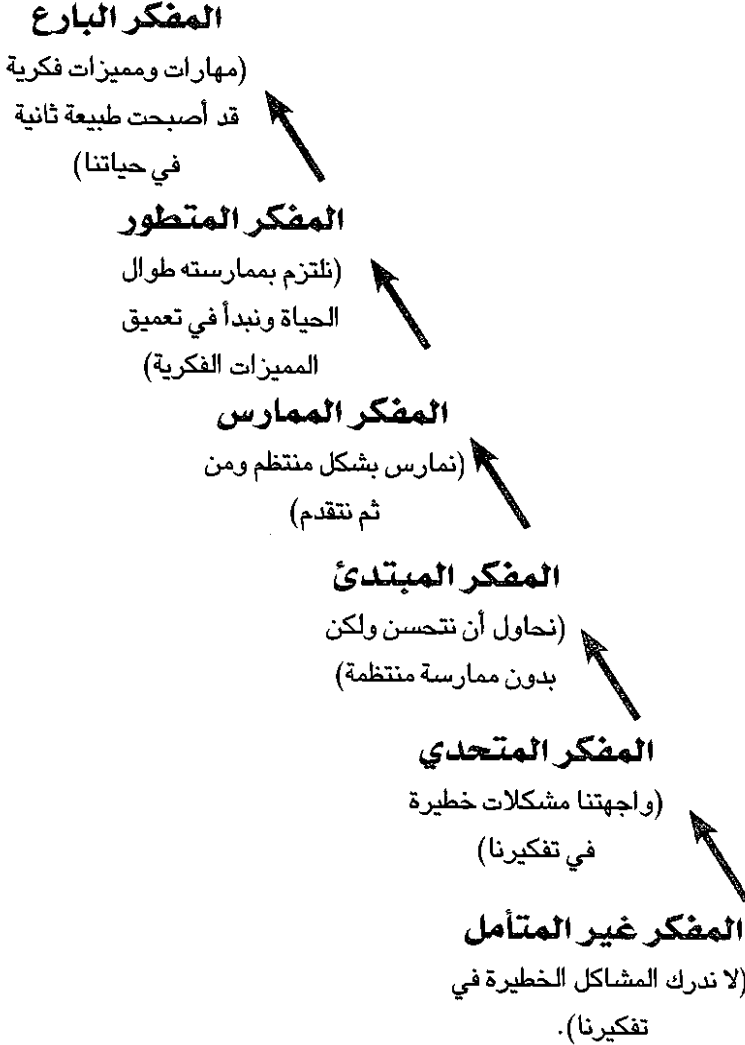 المفكر البارع
(مهارات ومميزات فكرية
قد أصبحت طبيعة ثانية
في حياتنا)
المفكر المتطور
(نلتزم بممارسته طوال
الحياة ونبدأ في تعميق
المميزات الفكرية)
المفكر الممارس
(نمارس بشكل منتظم ومن
ثم نتقدم)
المفكر المبتدئ
(نحاول أن نتحسن ولكن
بدون ممارسة منتظمة)
المفكر المتحدي
(واجهتنا مشكلات خطيرة
في تفكيرنا)
المفكر غير المتأمل
(لا ندرك المشاكل الخطيرة في
تفكيرنا).